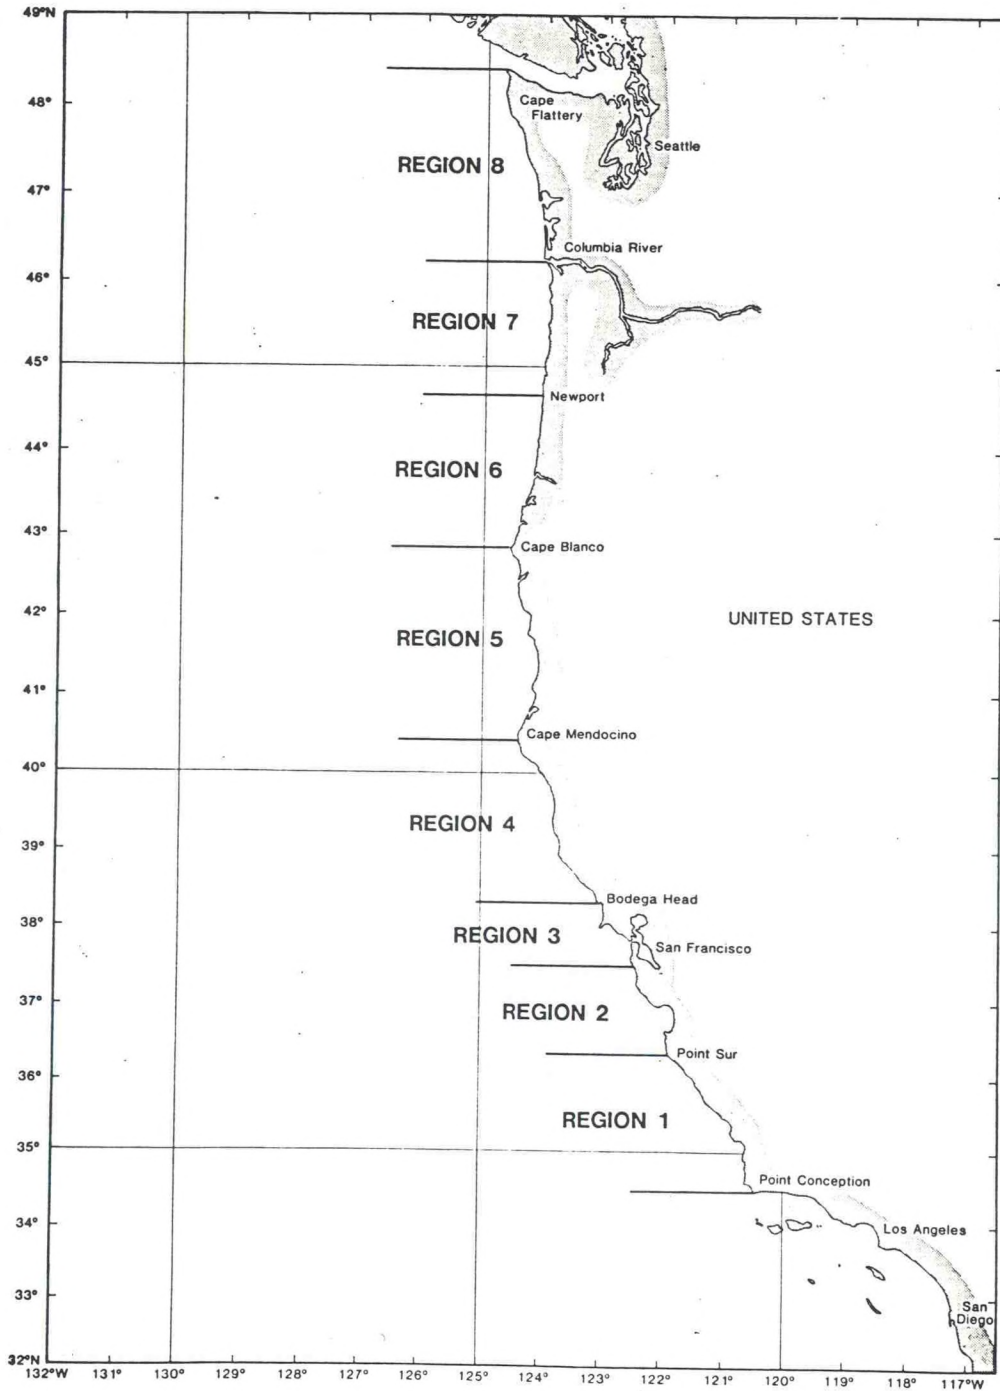 49°N
48°
Cape
Flattery
Seattle
REGION 8
47°
Columbia River
46°
REGION 7
45°
Newport
44°
REGION 6
43°
Cape Blanco
42°
UNITED STATES
REGION 5
41°
Cape Mendocino
40°
REGION 4
39°
Bodega Head
38°
REGION 3
San Francisco
37°
REGION 2
Point Sur
36°
REGION 1
35°
Point Conception
34°
Los Angeles
33°
San
Diego
32°N
132°W 131° 129° 128° 127° 126° 125° 124° 123° 122° 121° 120° 119° 118° 117°W